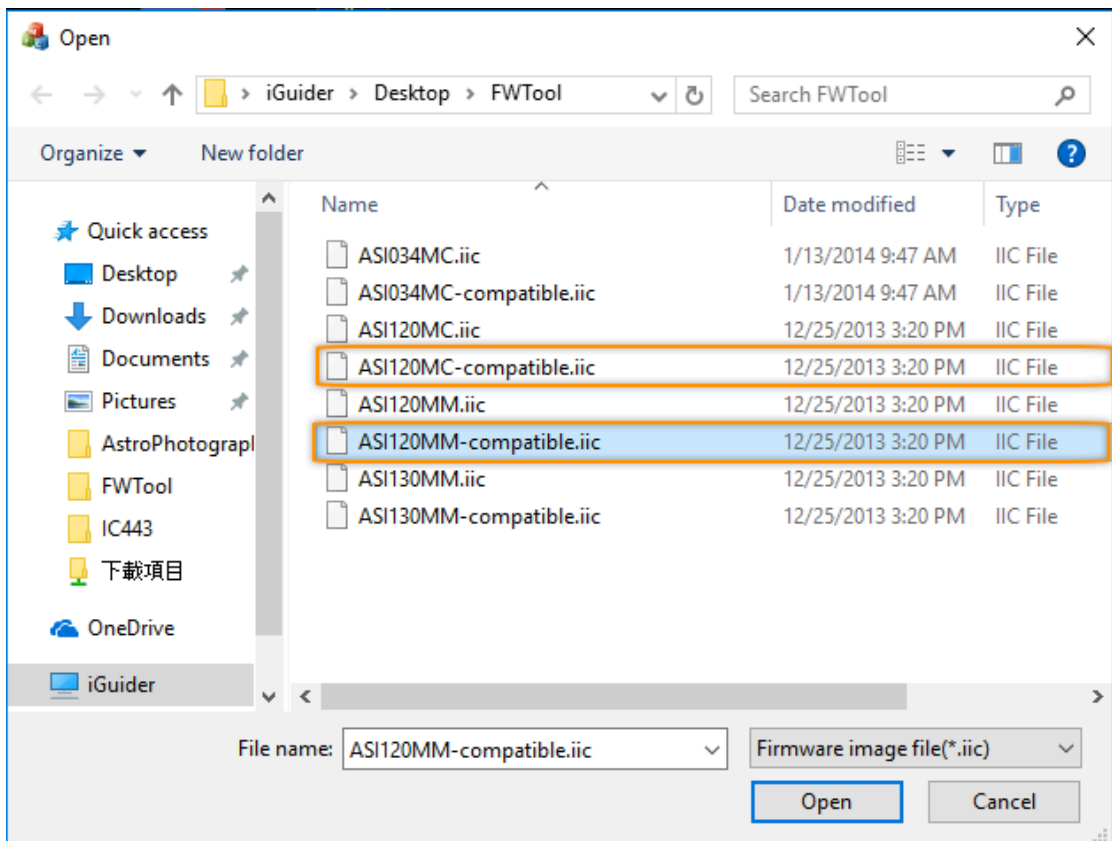 Open
iGuider > Desktop > FWTool
Search FWTool
Organize
New folder
?
Name
Date modified
Type
Quick access
Desktop
Downloads
Documents
Pictures
AstroPhotograpl
FWTool
IC443
下載項目
OneDrive
iGuider
ASI034MC.iic 1/13/2014 9:47 AM IIC File
ASI034MC-compatible.iic 1/13/2014 9:47 AM IIC File
ASI120MC.iic 12/25/2013 3:20 PM IIC File
ASI120MC-compatible.iic 12/25/2013 3:20 PM IIC File
ASI120MM.iic 12/25/2013 3:20 PM IIC File
ASI120MM-compatible.iic 12/25/2013 3:20 PM IIC File
ASI130MM.iic 12/25/2013 3:20 PM IIC File
ASI130MM-compatible.iic 12/25/2013 3:20 PM IIC File
File name: ASI120MM-compatible.iic
Firmware image file(*.iic)
Open
Cancel